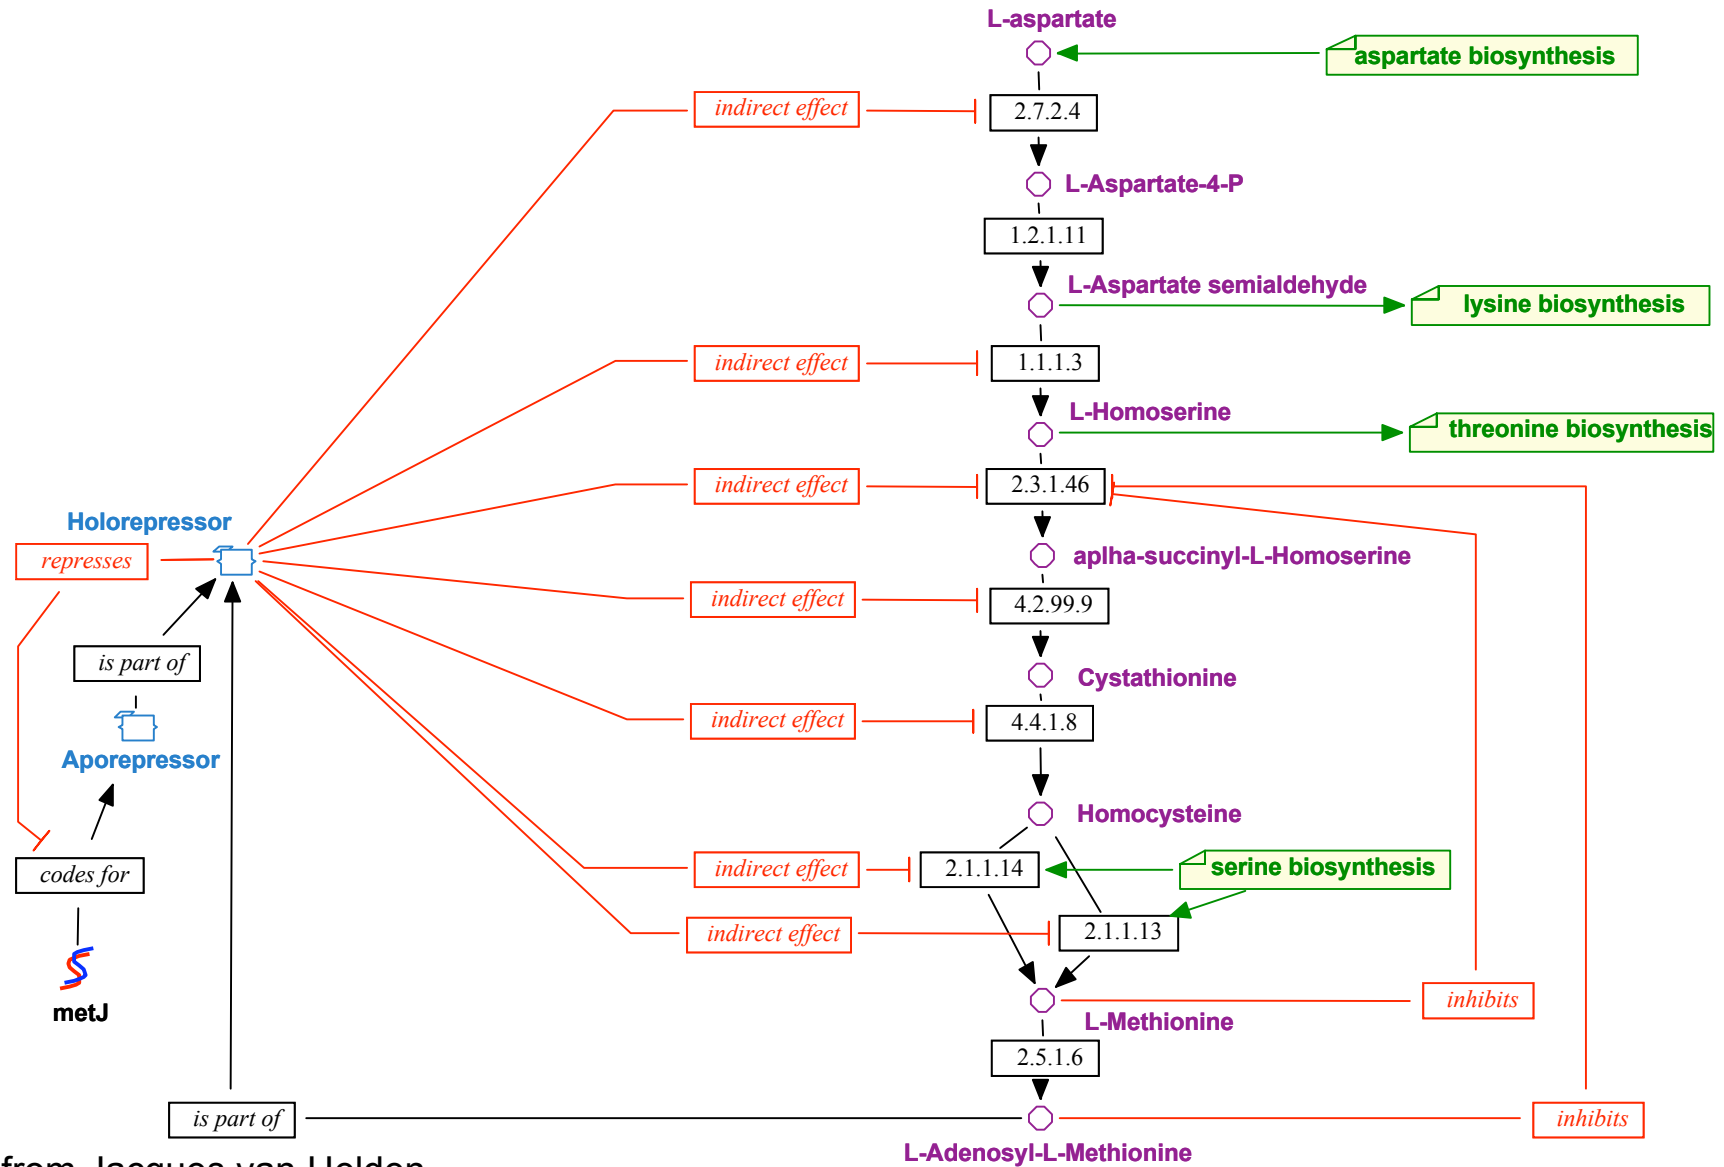 L-aspartate
aspartate biosynthesis
indirect effect
2.7.2.4
L-Aspartate-4-P
1.2.1.11
L-Aspartate semialdehyde
lysine biosynthesis
indirect effect
1.1.1.3
L-Homoserine
threonine biosynthesis
indirect effect
2.3.1.46
Holorepressor
represses
aplha-succinyl-L-Homoserine
indirect effect
4.2.99.9
is part of
Cystathionine
indirect effect
4.4.1.8
Aporepressor
Homocysteine
indirect effect
2.1.1.14
serine biosynthesis
codes for
indirect effect
2.1.1.13
metJ
inhibits
L-Methionine
2.5.1.6
is part of
inhibits
L-Adenosyl-L-Methionine
from Jacques van Helden